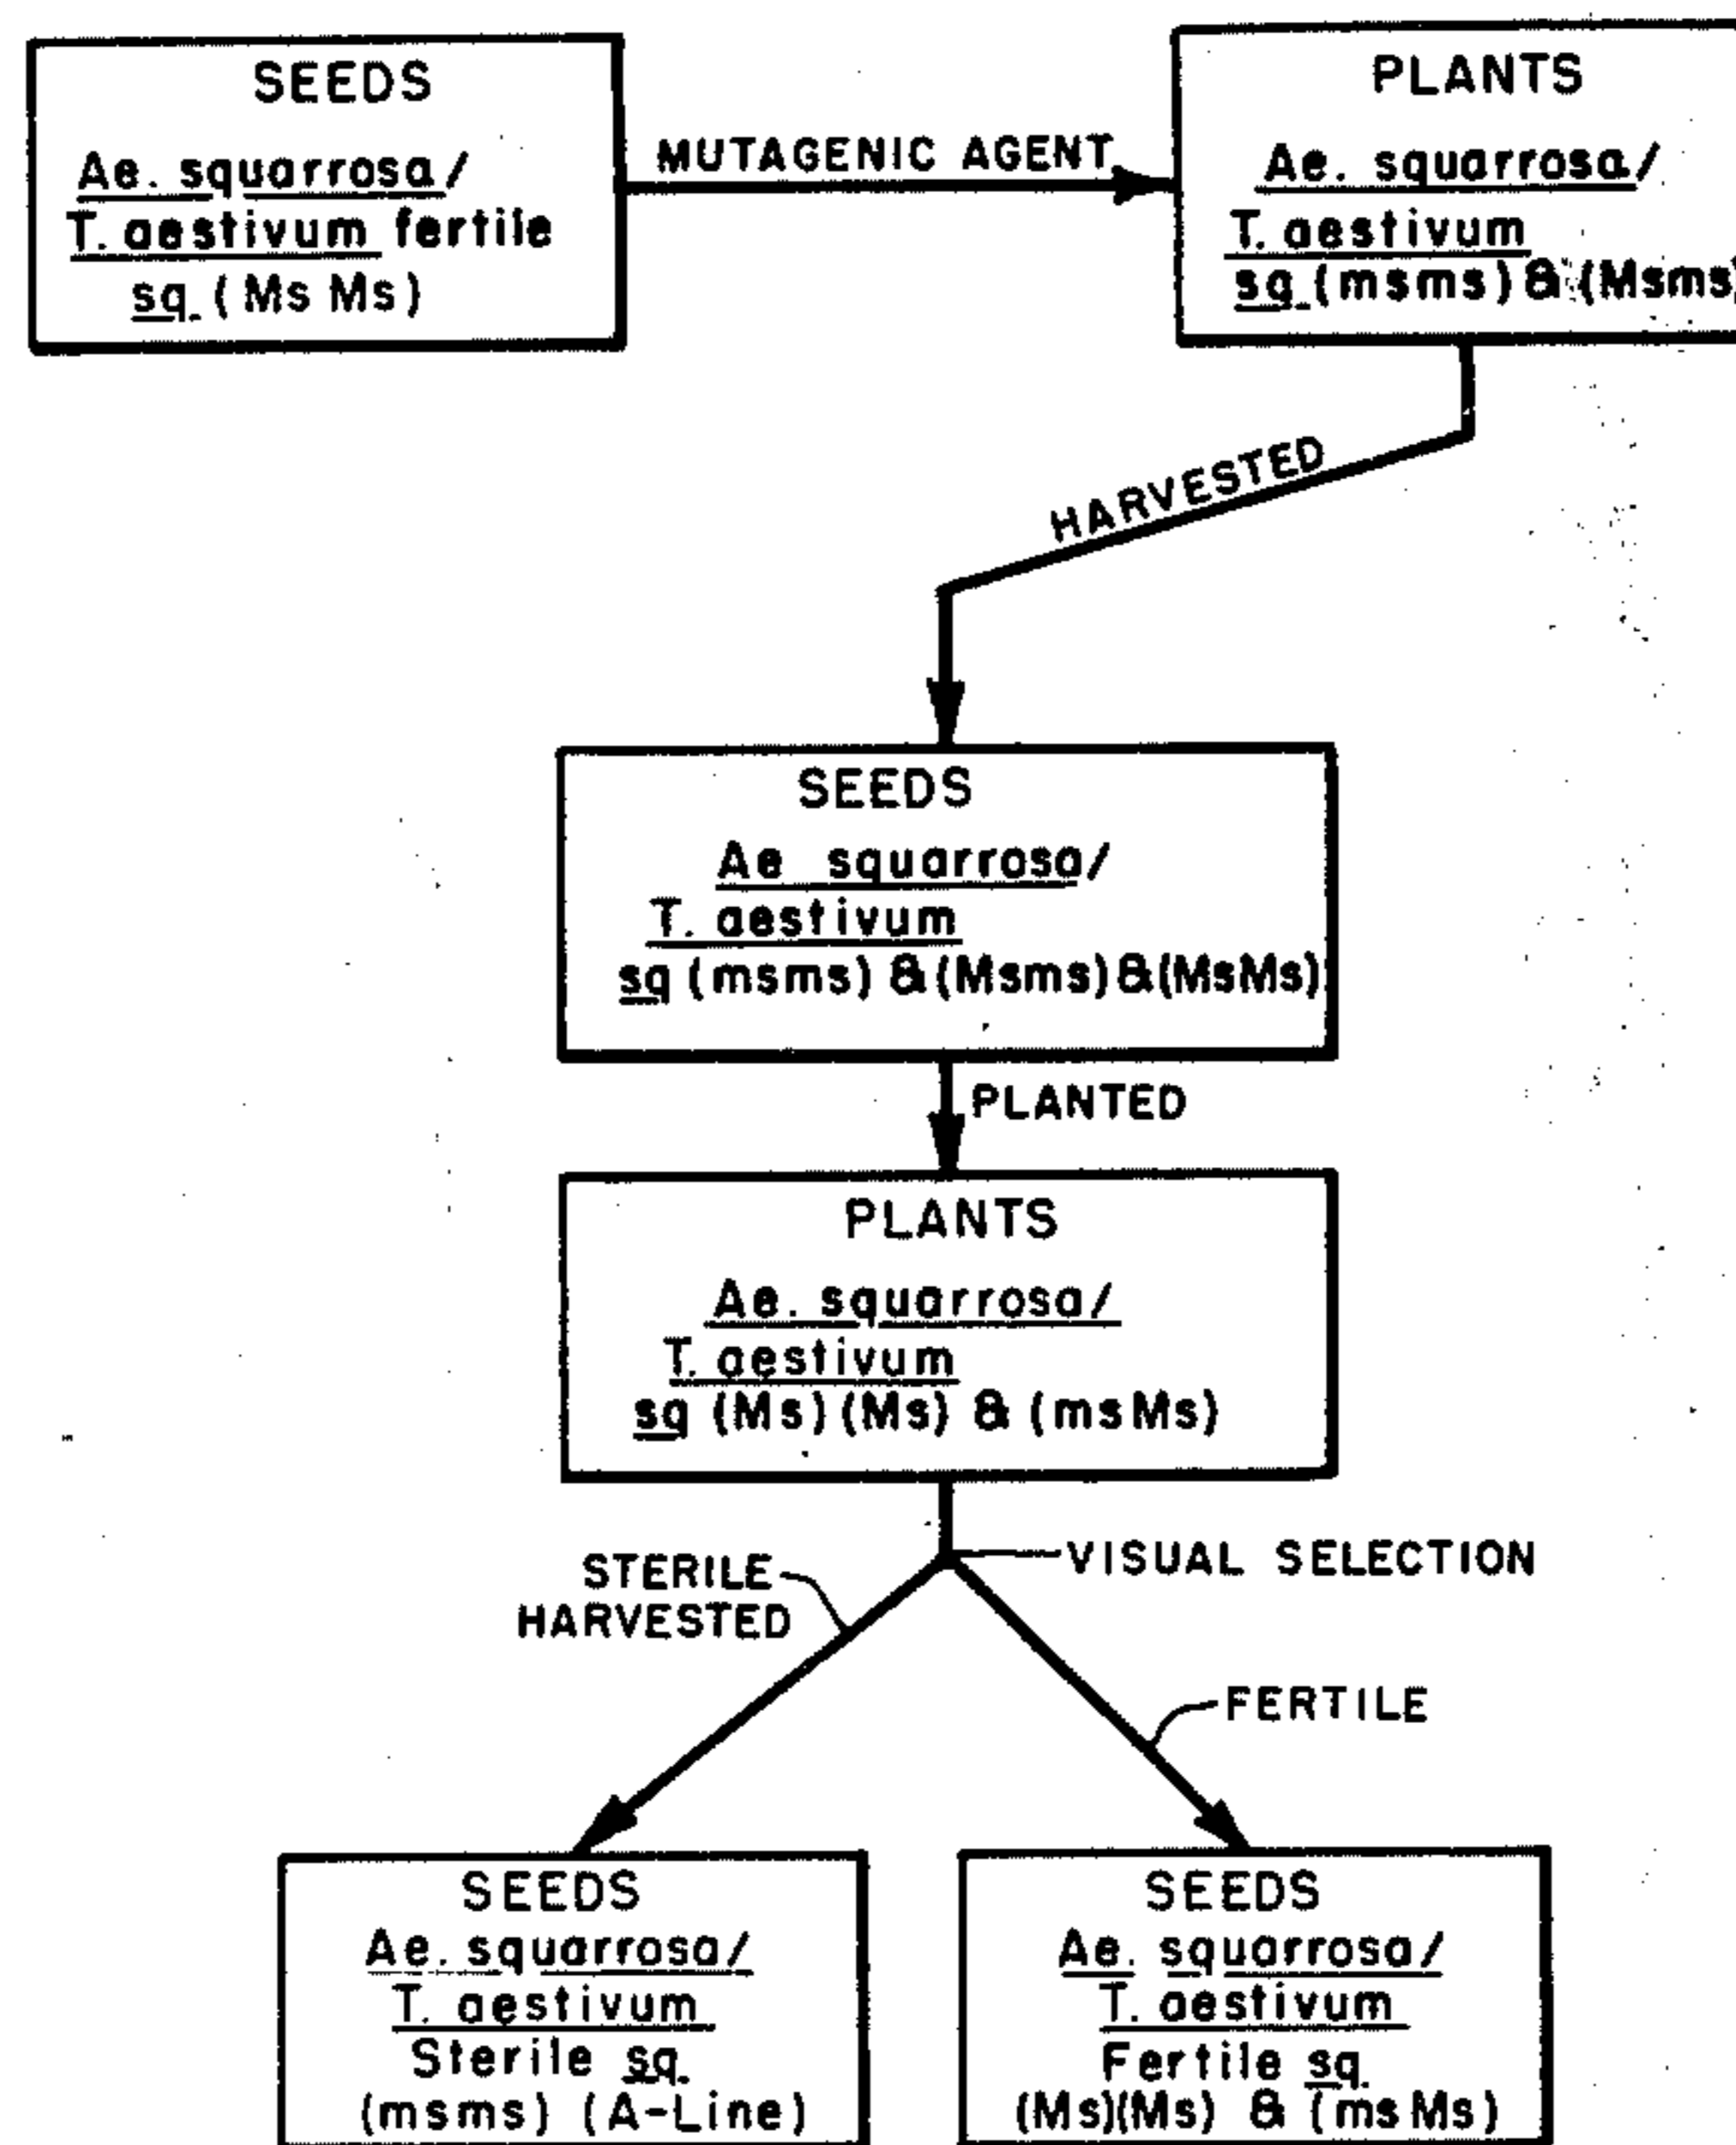 SEEDS
Ae. squarrosa/
T. aestivum fertile
sq. (Ms Ms)
MUTAGENIC AGENT
PLANTS
Ae. squarrosa/
T. aestivum
sq. (msms) & (Msms)
HARVESTED
SEEDS
Ae squarrosa/
T. aestivum
sq (msms) & (Msms) & (MsMs)
PLANTED
PLANTS
Ae. squarrosa/
T. aestivum
sq (Ms) (Ms) & (msMs)
VISUAL SELECTION
STERILE
HARVESTED
FERTILE
SEEDS
Ae. squarrosa/
T. aestivum
Sterile sq.
(msms) (A-Line)
SEEDS
Ae. squarrosa/
T. aestivum
Fertile sq.
(Ms)(Ms) & (msMs)